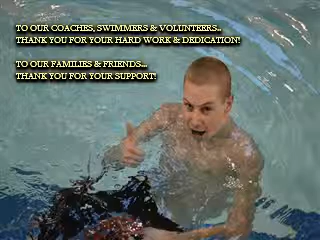 TO OUR COACHES, SWIMMERS & VOLUNTEERS...
THANK YOU FOR YOUR HARD WORK & DEDICATION!
TO OUR FAMILIES & FRIENDS....
THANK YOU FOR YOUR SUPPORT!